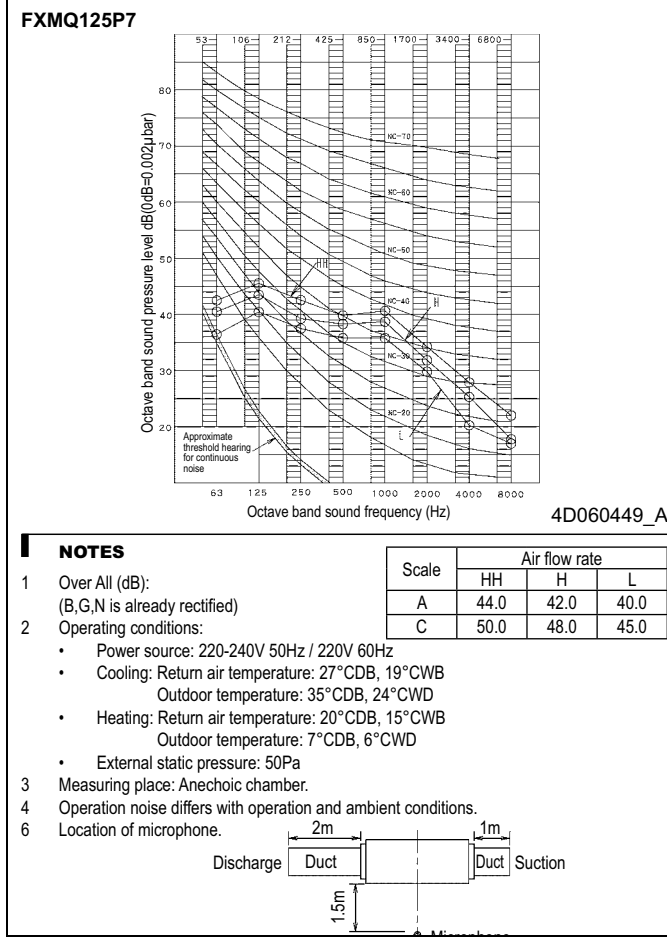 FXMQ125P7
53 106 212 425 850 1700 3400 6800
Octave band sound pressure level dB(0dB=0.002µbar)
80
70
60
50
40
30
20
NC-70
NC-60
NC-50
NC-40
NC-30
NC-20
HH
H
L
Approximate
threshold hearing
for continuous
noise
63 125 250 500 1000 2000 4000 8000
Octave band sound frequency (Hz)
4D060449_A
NOTES
1 Over All (dB):
(B,G,N is already rectified)
Scale Air flow rate
HH H L
A 44.0 42.0 40.0
C 50.0 48.0 45.0
2 Operating conditions:
• Power source: 220-240V 50Hz / 220V 60Hz
• Cooling: Return air temperature: 27°CDB, 19°CWB
Outdoor temperature: 35°CDB, 24°CWD
• Heating: Return air temperature: 20°CDB, 15°CWB
Outdoor temperature: 7°CDB, 6°CWD
• External static pressure: 50Pa
3 Measuring place: Anechoic chamber.
4 Operation noise differs with operation and ambient conditions.
6 Location of microphone.
2m 1m
Discharge Duct Duct Suction
1.5m
Microphone